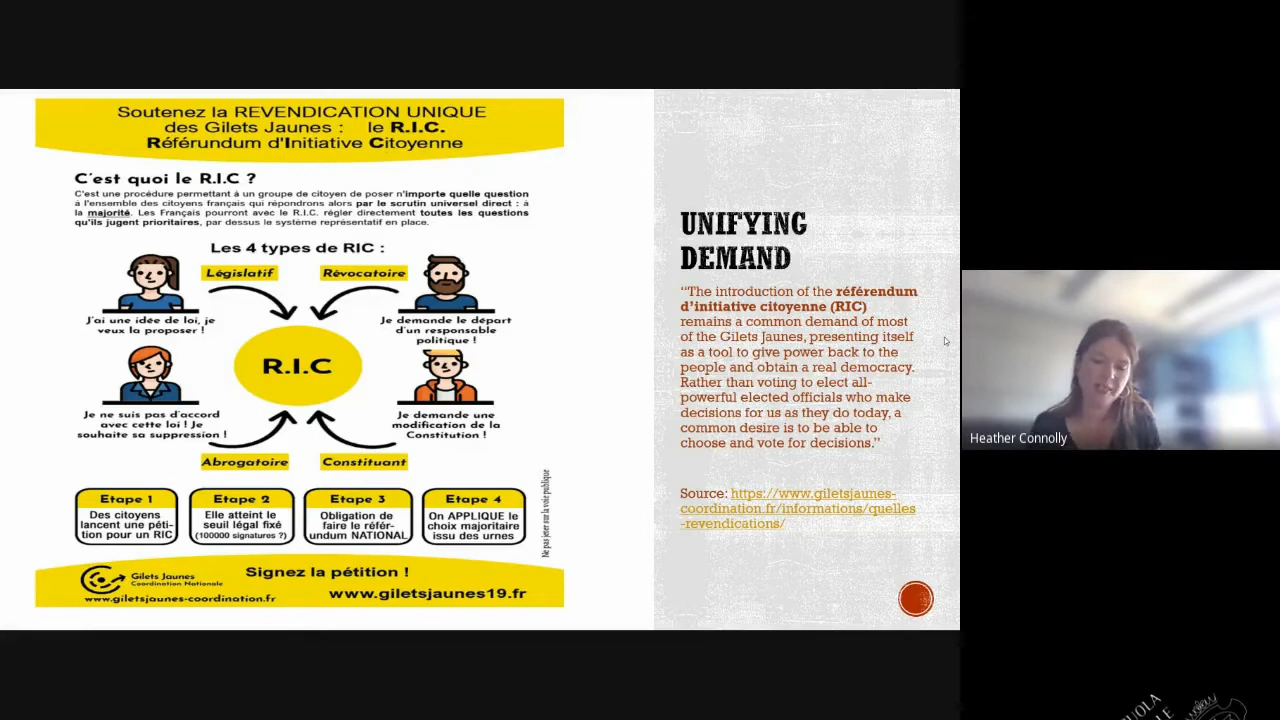 Soutenez la REVENDICATION UNIQUE
des Gilets Jaunes : le R.I.C.
Référundum d'Initiative Citoyenne
C'est quoi le R.I.C ?
C'est une procédure permettant à un groupe de citoyen de poser n'importe quelle question
à l'ensemble des citoyens français qui répondrons alors par le scrutin universel direct : à
la majorité. Les Français pourront avec le R.I.C. régler directement toutes les questions
qu'ils jugent prioritaires, par dessus le système représentatif en place.
Les 4 types de RIC :
Législatif
Révocatoire
J'ai une idée de loi, je
veux la proposer !
Je demande le départ
d'un responsable
politique !
R.I.C
Je ne suis pas d'accord
avec cette loi ! Je
souhaite sa suppression !
Je demande une
modification de la
Constitution !
Abrogatoire
Constituant
Etape 1
Des citoyens
lancent une péti-
tion pour un RIC
Etape 2
Elle atteint le
seuil légal fixé
(100000 signatures ?)
Etape 3
Obligation de
faire le référ-
undum NATIONAL
Etape 4
On APPLIQUE le
choix majoritaire
issu des urnes
Ne pas jeter sur la voie publique
Gilets Jaunes
Coordination Nationale
www.giletsjaunes-coordination.fr
Signez la pétition !
www.giletsjaunes19.fr
UNIFYING
DEMAND
“The introduction of the référendum
d’initiative citoyenne (RIC)
remains a common demand of most
of the Gilets Jaunes, presenting itself
as a tool to give power back to the
people and obtain a real democracy.
Rather than voting to elect all-
powerful elected officials who make
decisions for us as they do today, a
common desire is to be able to
choose and vote for decisions.”
Source: https://www.giletsjaunes-
coordination.fr/informations/quelles
-revendications/
Heather Connolly